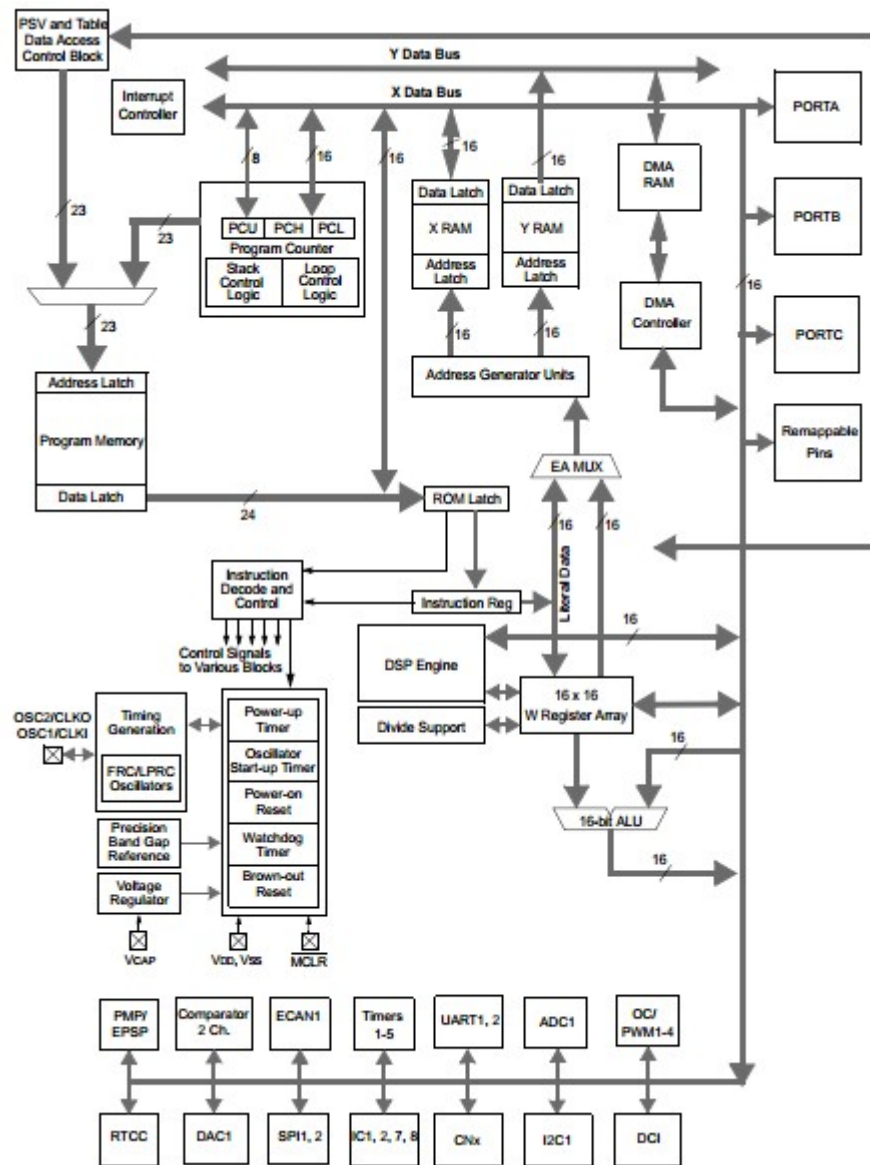 PSV and Table
Data Access
Control Block
Y Data Bus
X Data Bus
Interrupt
Controller
PORTA
8
16
16
16
16
DMA
RAM
Data Latch
Data Latch
23
23
PCU
PCH
PCL
X RAM
Y RAM
PORTB
Program Counter
Stack
Control
Logic
Loop
Control
Logic
Address
Latch
Address
Latch
16
DMA
Controller
23
16
16
PORTC
Address Latch
Address Generator Units
Program Memory
Remappable
Pins
EA MUX
Data Latch
24
ROM Latch
16
16
Literal Data
Instruction
Decode and
Control
Instruction Reg
16
Control Signals
to Various Blocks
DSP Engine
16 x 16
W Register Array
Divide Support
OSC2/CLKO
OSC1/CLKI
Timing
Generation
FRC/LPRC
Oscillators
Power-up
Timer
Oscillator
Start-up Timer
Power-on
Reset
Watchdog
Timer
Brown-out
Reset
16
16-bit ALU
Precision
Band Gap
Reference
16
Voltage
Regulator
VCAP
VDD, VSS
MCLR
PMP/
EPSP
Comparator
2 Ch.
ECAN1
Timers
1-5
UART1, 2
ADC1
OC/
PWM1-4
RTCC
DAC1
SPI1, 2
IC1, 2, 7, 8
CNx
I2C1
DCI